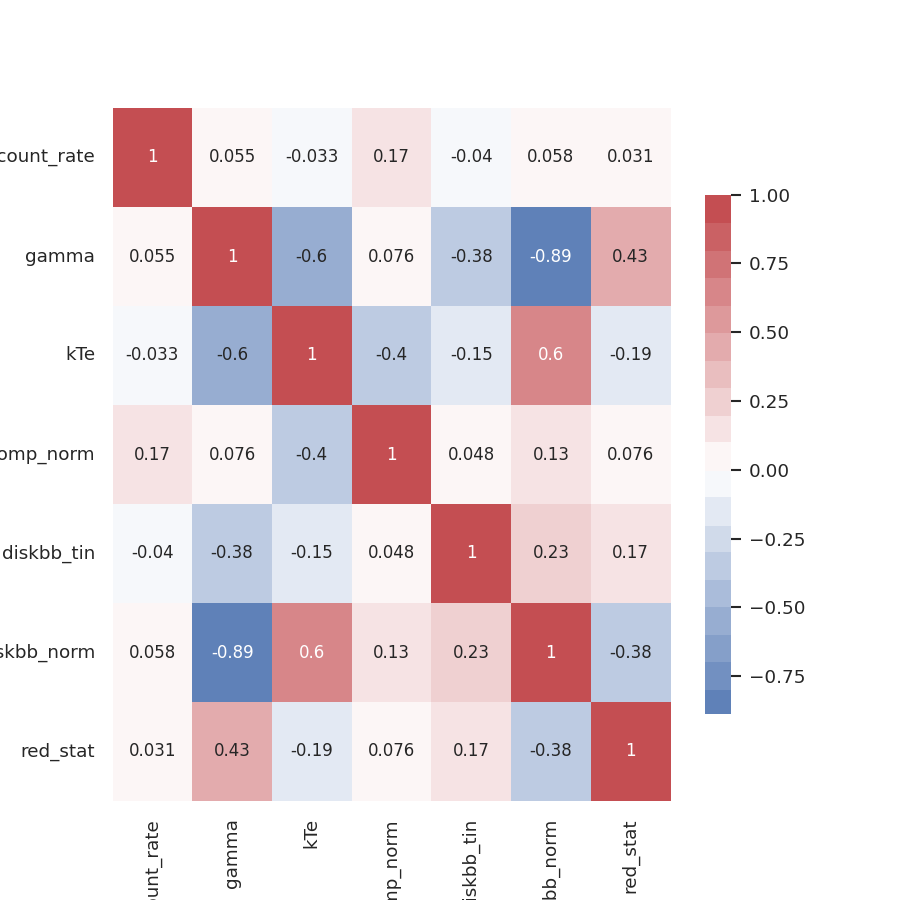 count_rate 1 0.055 -0.033 0.17 -0.04 0.058 0.031
gamma 0.055 1 -0.6 0.076 -0.38 -0.89 0.43
kTe -0.033 -0.6 1 -0.4 -0.15 0.6 -0.19
omp_norm 0.17 0.076 -0.4 1 0.048 0.13 0.076
diskbb_tin -0.04 -0.38 -0.15 0.048 1 0.23 0.17
skbb_norm 0.058 -0.89 0.6 0.13 0.23 1 -0.38
red_stat 0.031 0.43 -0.19 0.076 0.17 -0.38 1
unt_rate
gamma
kTe
mp_norm
iskbb_tin
bb_norm
red_stat
1.00
0.75
0.50
0.25
0.00
−0.25
−0.50
−0.75